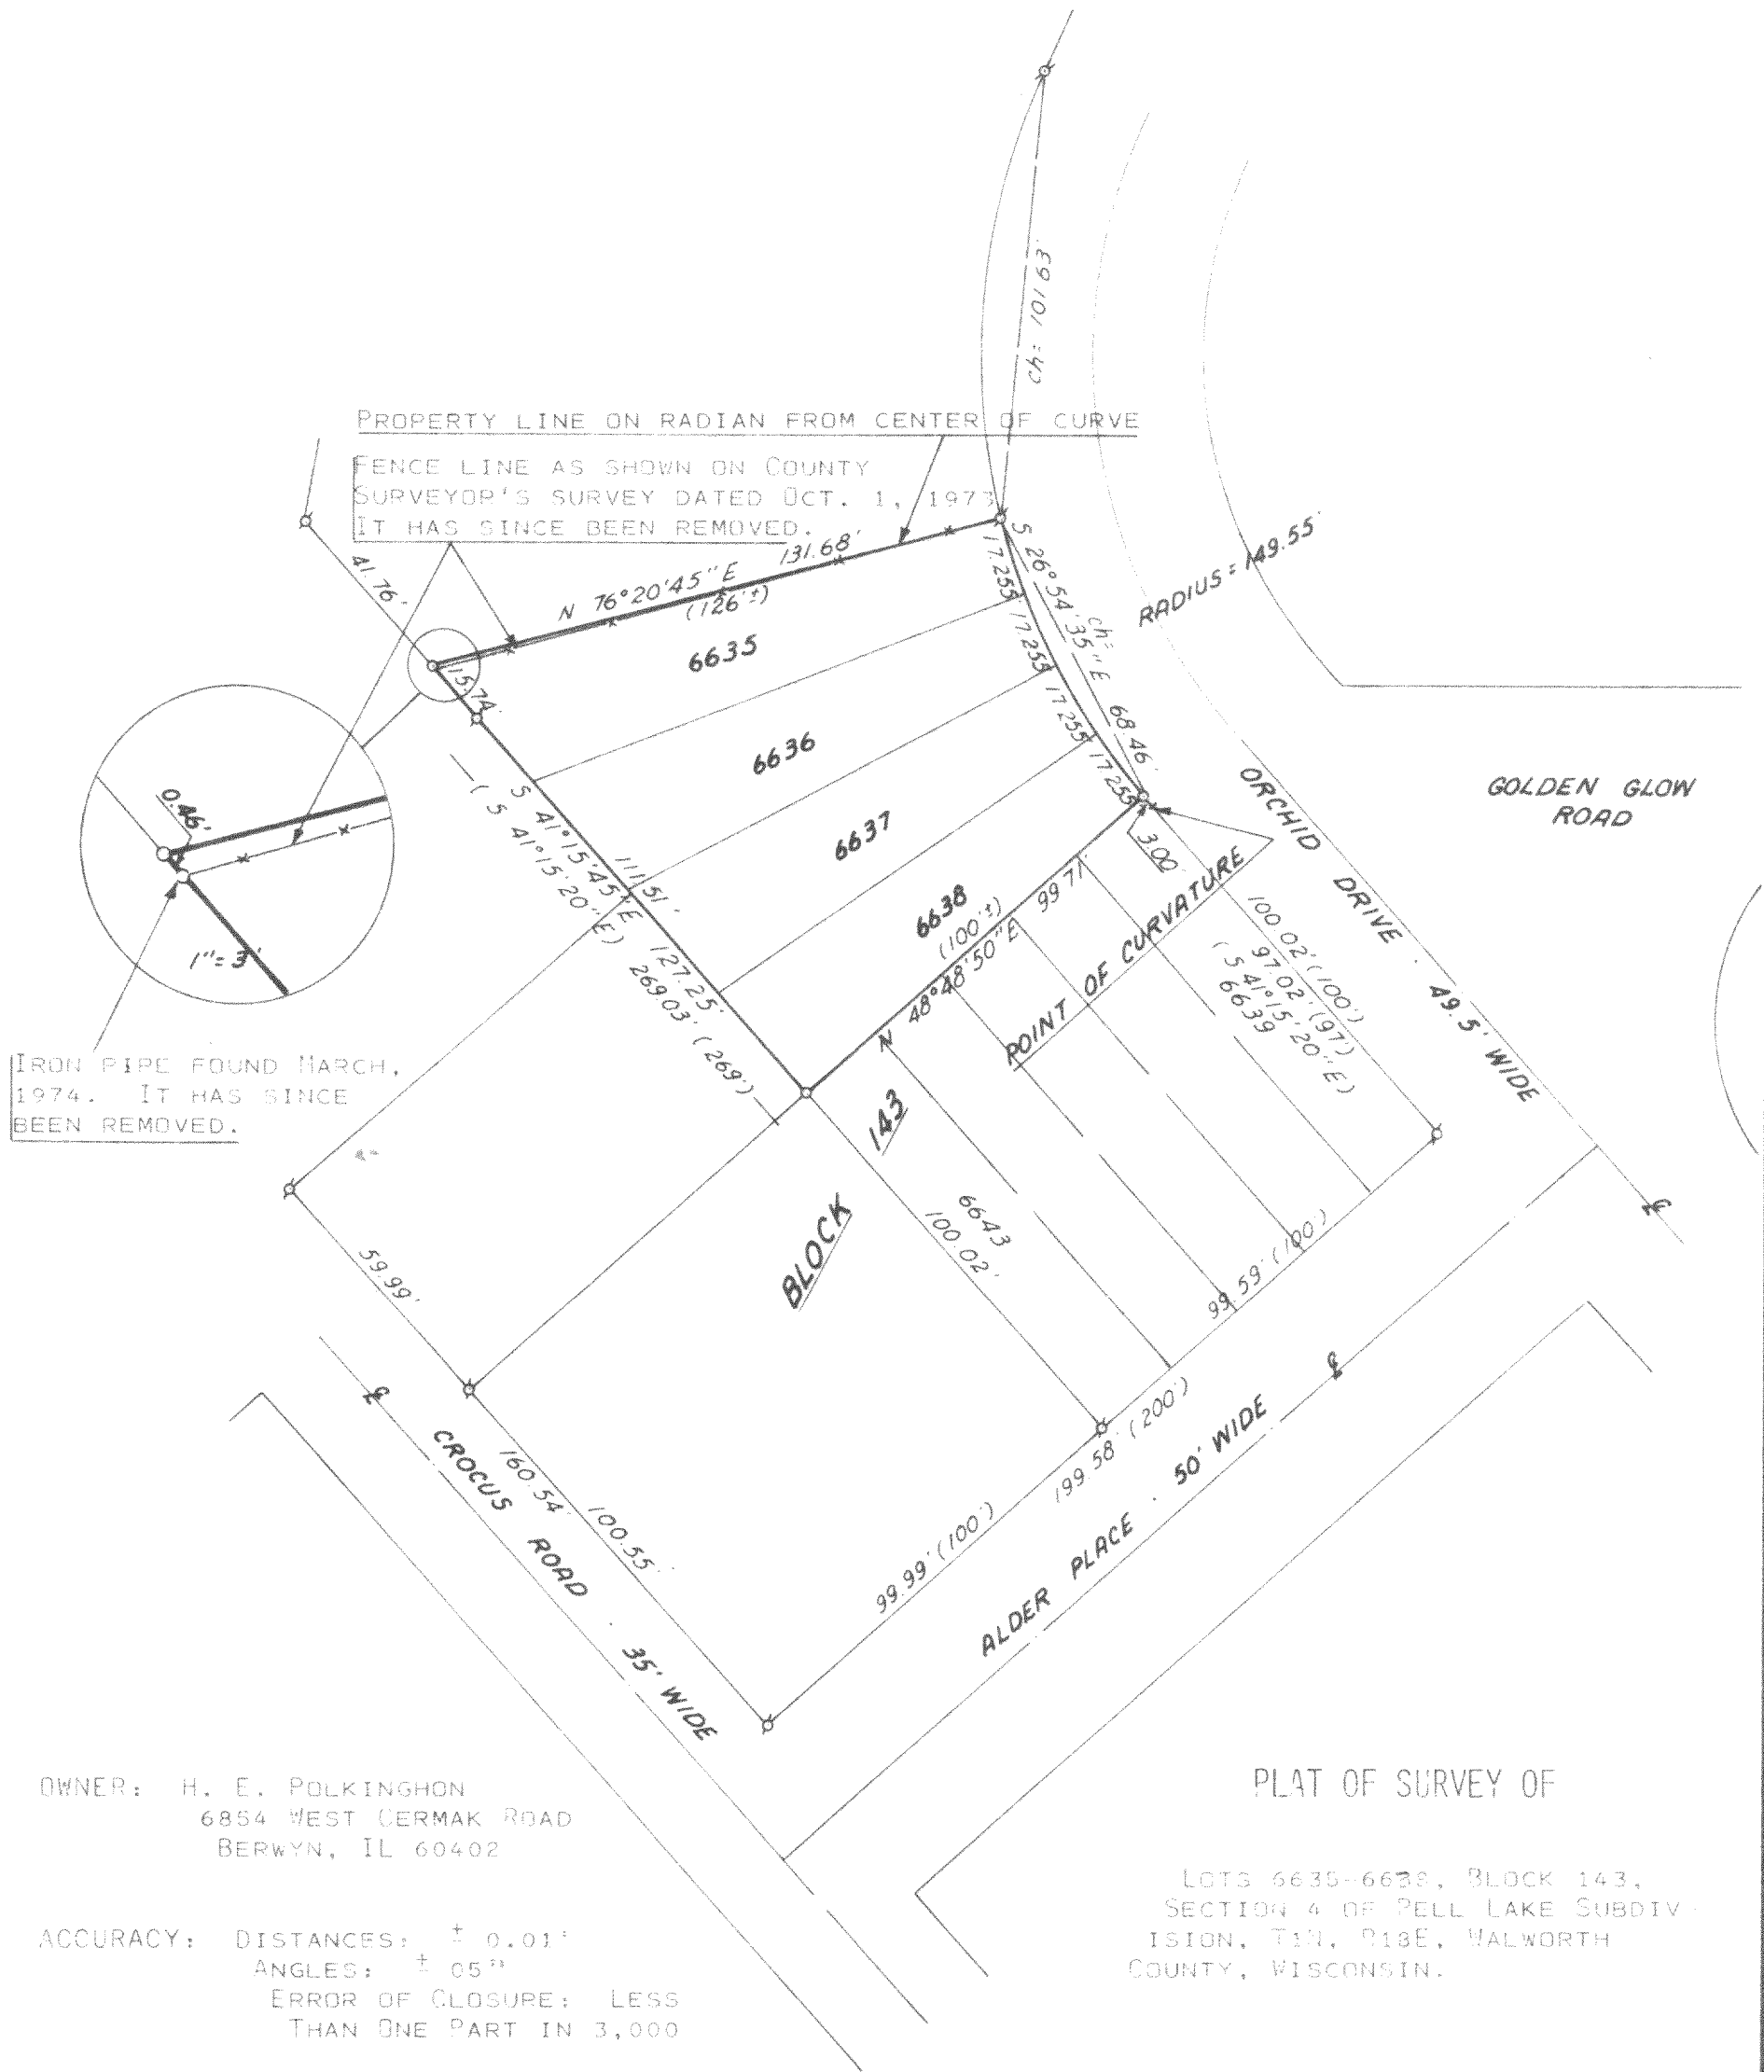 Ch= 101.63'
PROPERTY LINE ON RADIAN FROM CENTER OF CURVE
FENCE LINE AS SHOWN ON COUNTY
SURVEYOR'S SURVEY DATED OCT. 1, 1973
IT HAS SINCE BEEN REMOVED.
41.76'
N 76°20'45"E
131.68'
(126'±)
S 26°54'35"E
ch= 68.46'
17.255'
17.255'
17.255'
17.255'
RADIUS = 149.55'
6635
6636
6637
6638
15.74'
0.46'
1"=3'
S 41°15'45"E
(S 41°15'20"E)
111.51'
127.25'
269.03' (269')
(100'±)
99.71'
N 48°48'50"E
3.00'
POINT OF CURVATURE
ORCHID DRIVE · 49.5' WIDE
GOLDEN GLOW
ROAD
100.02' (100')
97.02' (97')
(S 41°15'20"E)
6639
IRON PIPE FOUND MARCH,
1974. IT HAS SINCE
BEEN REMOVED.
BLOCK 143
6643
100.02'
59.99'
99.59' (100')
199.58' (200')
99.99' (100')
160.54'
100.55'
CROCUS ROAD · 35' WIDE
ALDER PLACE · 50' WIDE
OWNER: H. E. POLKINGHON
6854 WEST CERMAK ROAD
BERWYN, IL 60402
PLAT OF SURVEY OF
LOTS 6635-6638, BLOCK 143,
SECTION 4 OF PELL LAKE SUBDIV-
ISION, T1N, R18E, WALWORTH
COUNTY, WISCONSIN.
ACCURACY: DISTANCES: ± 0.01'
ANGLES: ± 05"
ERROR OF CLOSURE: LESS
THAN ONE PART IN 3,000